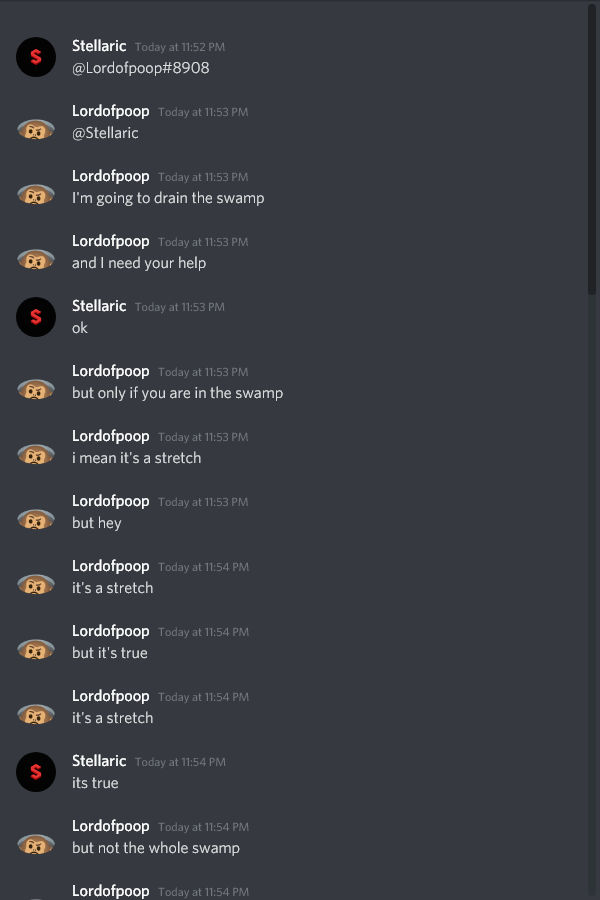 Stellaric Today at 11:52 PM
@Lordofpoop#8908
Lordofpoop Today at 11:53 PM
@Stellaric
Lordofpoop Today at 11:53 PM
I'm going to drain the swamp
Lordofpoop Today at 11:53 PM
and I need your help
Stellaric Today at 11:53 PM
ok
Lordofpoop Today at 11:53 PM
but only if you are in the swamp
Lordofpoop Today at 11:53 PM
i mean it's a stretch
Lordofpoop Today at 11:53 PM
but hey
Lordofpoop Today at 11:54 PM
it's a stretch
Lordofpoop Today at 11:54 PM
but it's true
Lordofpoop Today at 11:54 PM
it's a stretch
Stellaric Today at 11:54 PM
its true
Lordofpoop Today at 11:54 PM
but not the whole swamp
Lordofpoop Today at 11:54 PM